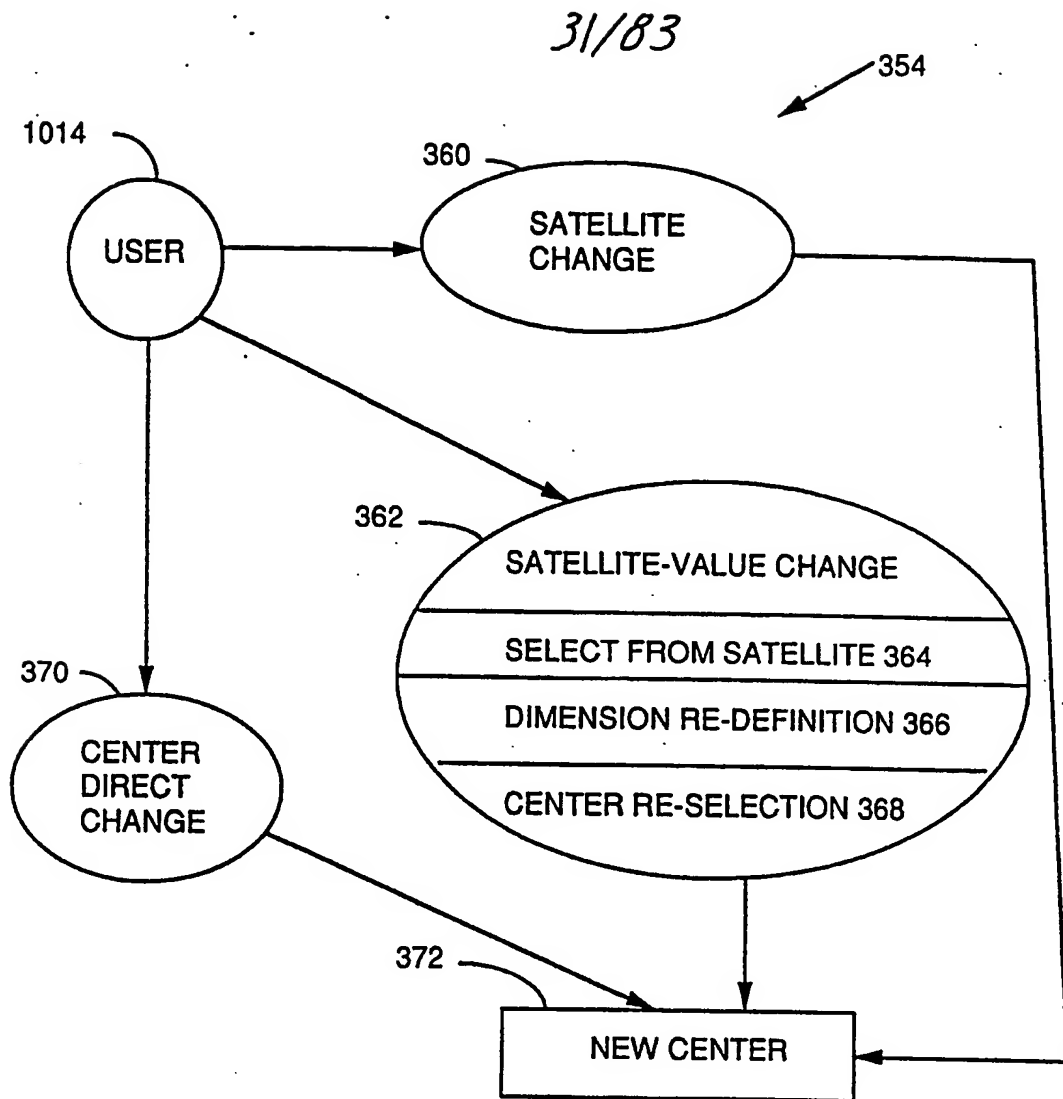 31/83
354
1014
360
USER
SATELLITE
CHANGE
362
SATELLITE-VALUE CHANGE
SELECT FROM SATELLITE 364
DIMENSION RE-DEFINITION 366
CENTER RE-SELECTION 368
370
CENTER
DIRECT
CHANGE
372
NEW CENTER